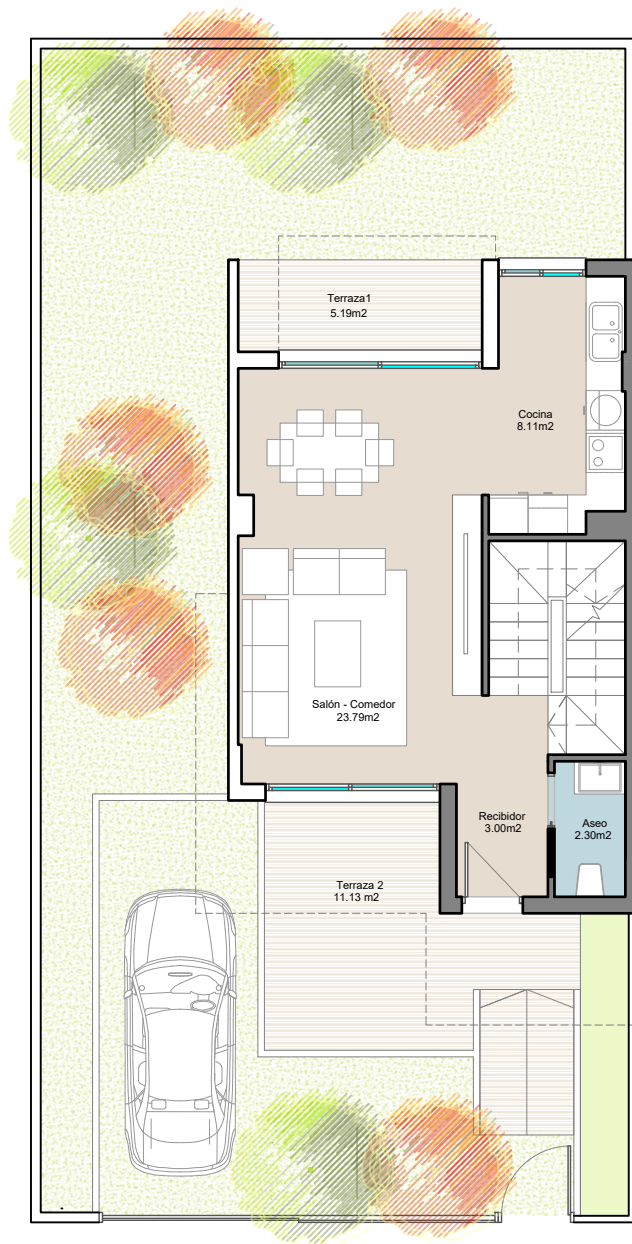 Terraza1
5.19m2
Cocina
8.11m2
Salón - Comedor
23.79m2
Recibidor
3.00m2
Aseo
2.30m2
Terraza 2
11.13 m2